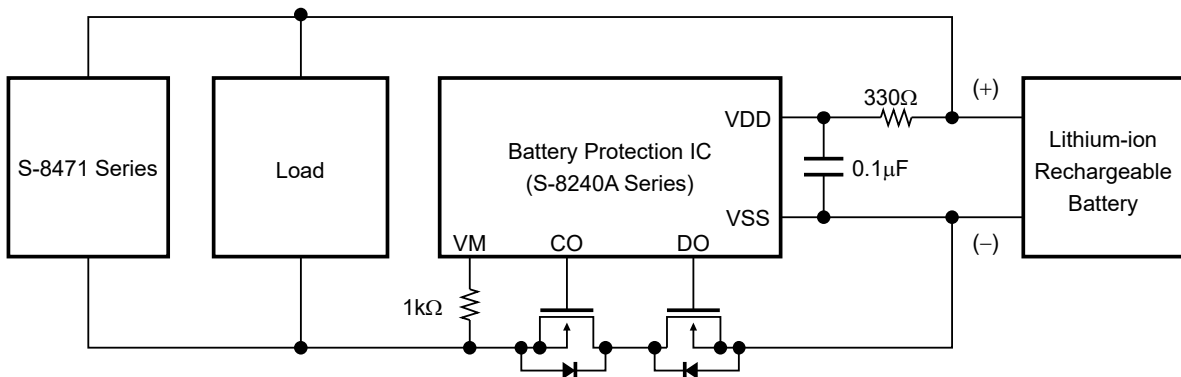 S-8471 Series
Load
Battery Protection IC
(S-8240A Series)
VDD
VSS
VM
CO
DO
330Ω
0.1μF
1kΩ
(+)
(−)
Lithium-ion
Rechargeable
Battery